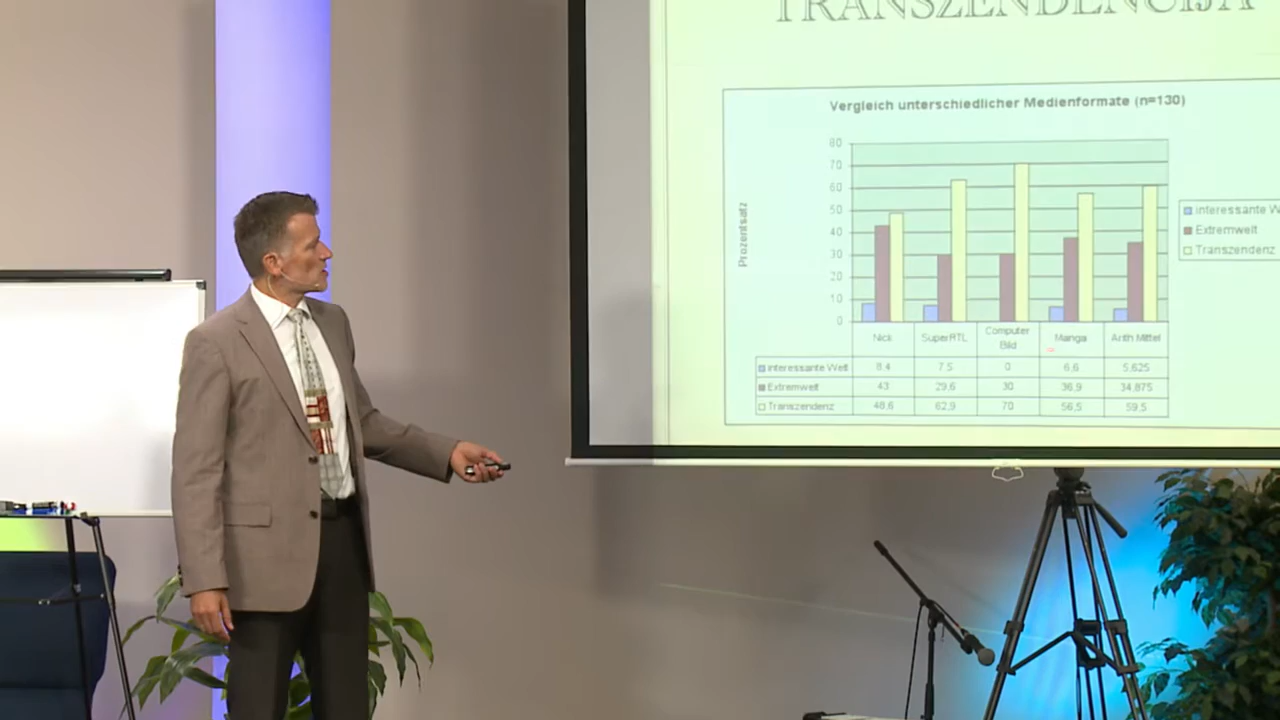 TRANSZENDENCIJA
Vergleich unterschiedlicher Medienformate (n=130)
80
70
60
50
40
30
20
10
0
Prozentsatz
interessante W
Extremwelt
Transzendenz
Nick SuperRTL Computer Bild Manga Arith Mittel
interessante Welt 8.4 7.5 0 6,6 5,625
Extremwelt 43 29,6 30 36,9 34,875
Transzendenz 48,6 62,9 70 56,5 59.5